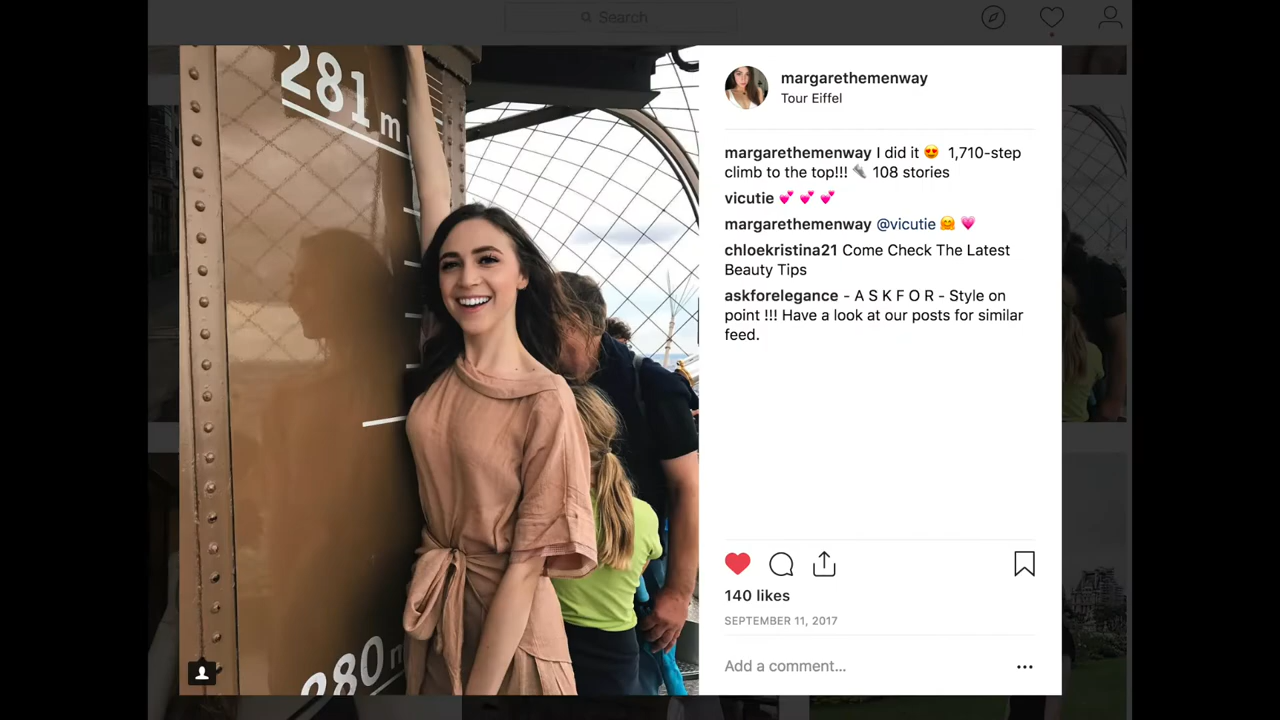 Search
281 m
280
margarethemenway
Tour Eiffel
margarethemenway I did it 😍 1,710-step
climb to the top!!! 🔌 108 stories
vicutie 💕 💕 💕
margarethemenway @vicutie 🤗 💗
chloekristina21 Come Check The Latest
Beauty Tips
askforelegance - A S K F O R - Style on
point !!! Have a look at our posts for similar
feed.
140 likes
SEPTEMBER 11, 2017
Add a comment...